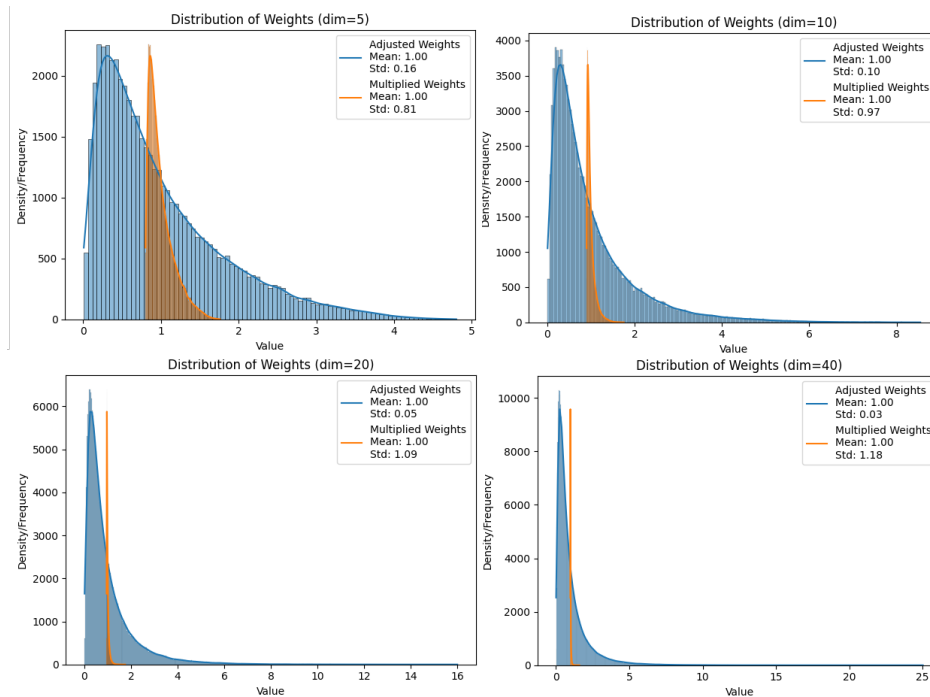 Distribution of Weights (dim=5)
Adjusted Weights
Mean: 1.00
Std: 0.16
Multiplied Weights
Mean: 1.00
Std: 0.81
Density/Frequency
2000
1500
1000
500
0
0
1
2
3
4
5
Value
Distribution of Weights (dim=10)
Adjusted Weights
Mean: 1.00
Std: 0.10
Multiplied Weights
Mean: 1.00
Std: 0.97
Density/Frequency
4000
3500
3000
2500
2000
1500
1000
500
0
0
2
4
6
8
Value
Distribution of Weights (dim=20)
Adjusted Weights
Mean: 1.00
Std: 0.05
Multiplied Weights
Mean: 1.00
Std: 1.09
Density/Frequency
6000
5000
4000
3000
2000
1000
0
0
2
4
6
8
10
12
14
16
Value
Distribution of Weights (dim=40)
Adjusted Weights
Mean: 1.00
Std: 0.03
Multiplied Weights
Mean: 1.00
Std: 1.18
Density/Frequency
10000
8000
6000
4000
2000
0
0
5
10
15
20
25
Value